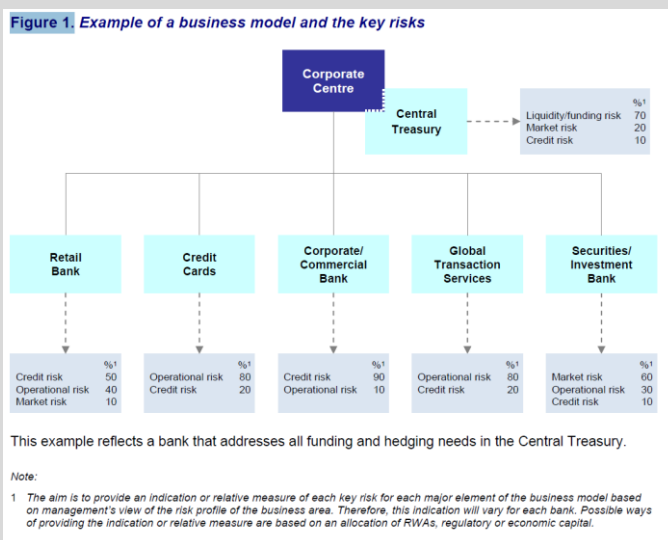 Figure 1. Example of a business model and the key risks
Corporate
Centre
Central
Treasury
%1
Liquidity/funding risk 70
Market risk 20
Credit risk 10
Retail
Bank
Credit
Cards
Corporate/
Commercial
Bank
Global
Transaction
Services
Securities/
Investment
Bank
%1
Credit risk 50
Operational risk 40
Market risk 10
%1
Operational risk 80
Credit risk 20
%1
Credit risk 90
Operational risk 10
%1
Operational risk 80
Credit risk 20
%1
Market risk 60
Operational risk 30
Credit risk 10
This example reflects a bank that addresses all funding and hedging needs in the Central Treasury.
Note:
1 The aim is to provide an indication or relative measure of each key risk for each major element of the business model based
on management's view of the risk profile of the business area. Therefore, this indication will vary for each bank. Possible ways
of providing the indication or relative measure are based on an allocation of RWAs, regulatory or economic capital.